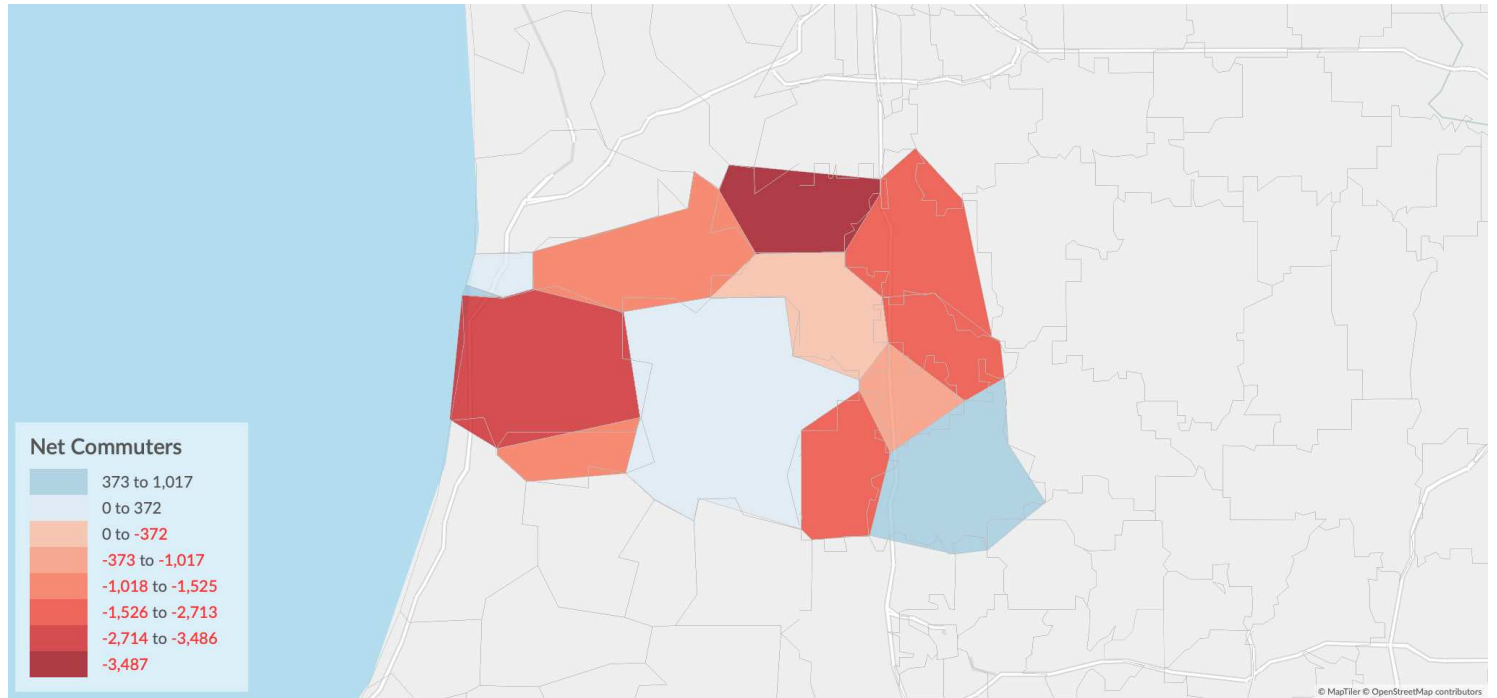 Net Commuters
373 to 1,017
0 to 372
0 to -372
-373 to -1,017
-1,018 to -1,525
-1,526 to -2,713
-2,714 to -3,486
-3,487
© MapTiler © OpenStreetMap contributors